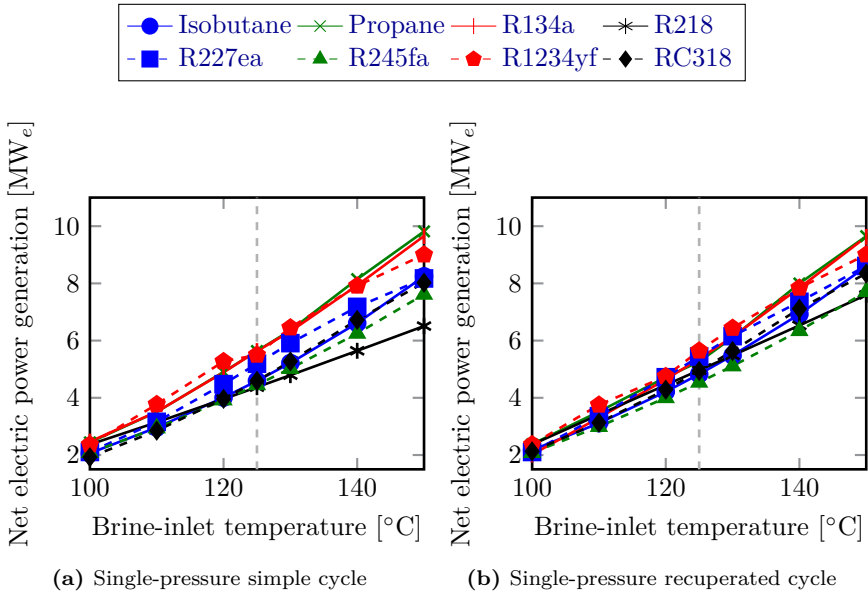 Isobutane Propane R134a R218
R227ea R245fa R1234yf RC318
Net electric power generation [MWe]
10
8
6
4
2
100 120 140
Brine-inlet temperature [°C]
(a) Single-pressure simple cycle
Net electric power generation [MWe]
10
8
6
4
2
100 120 140
Brine-inlet temperature [°C]
(b) Single-pressure recuperated cycle